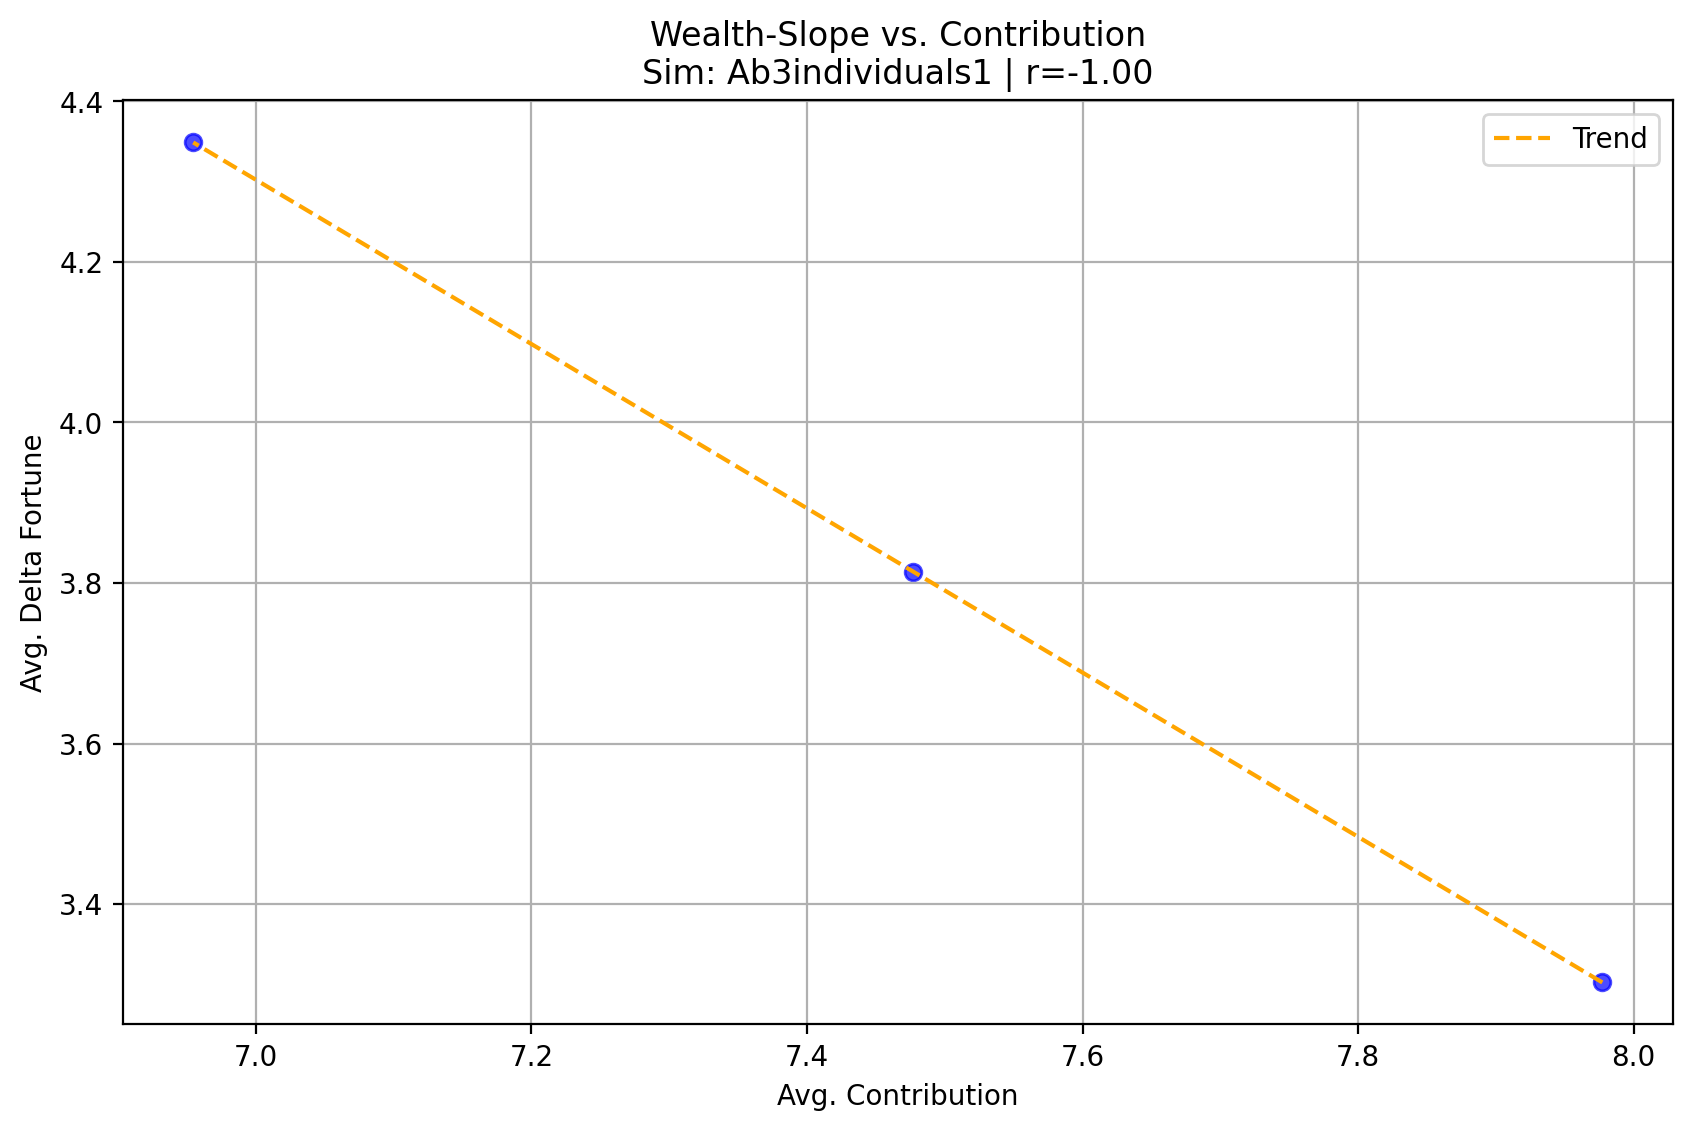 Wealth-Slope vs. Contribution
Sim: Ab3individuals1 | r=-1.00
Trend
4.4
4.2
4.0
3.8
3.6
3.4
Avg. Delta Fortune
7.0 7.2 7.4 7.6 7.8 8.0
Avg. Contribution